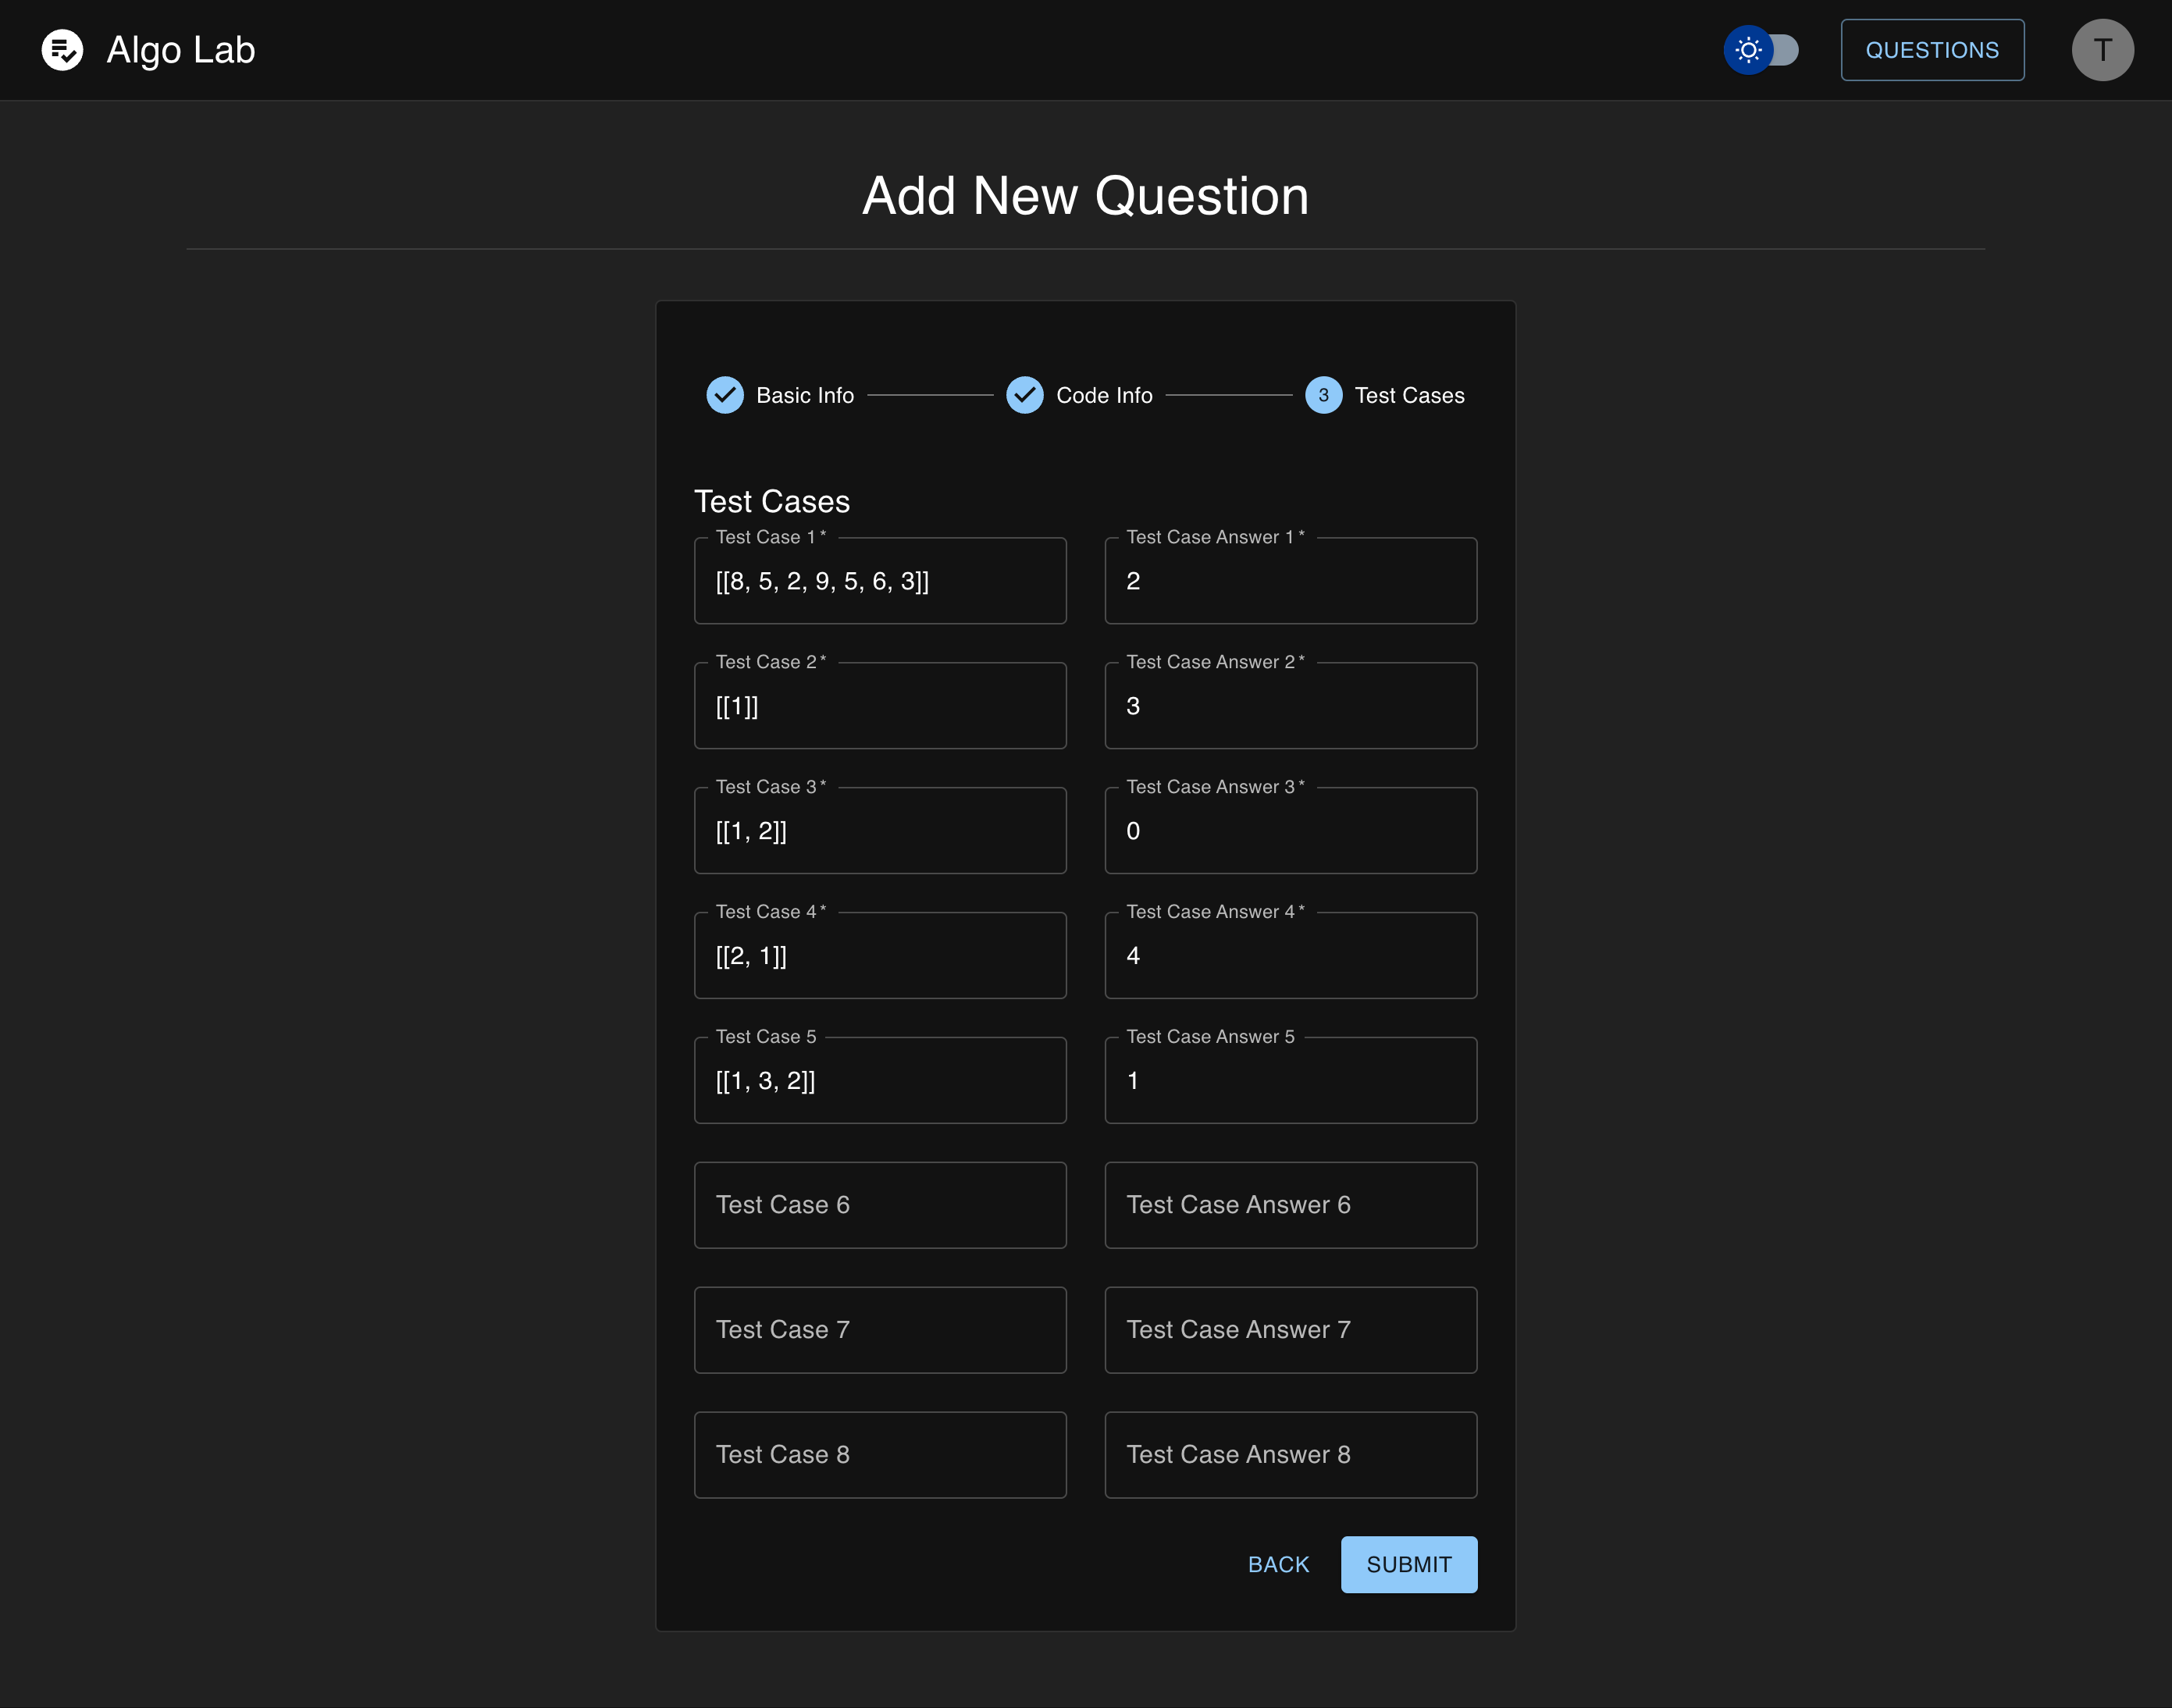 Algo Lab
QUESTIONS
T
Add New Question
Basic Info
Code Info
3
Test Cases
Test Cases
Test Case 1 *
Test Case Answer 1 *
[[8, 5, 2, 9, 5, 6, 3]]
2
Test Case 2 *
Test Case Answer 2 *
[[1]]
3
Test Case 3 *
Test Case Answer 3 *
[[1, 2]]
0
Test Case 4 *
Test Case Answer 4 *
[[2, 1]]
4
Test Case 5
Test Case Answer 5
[[1, 3, 2]]
1
Test Case 6
Test Case Answer 6
Test Case 7
Test Case Answer 7
Test Case 8
Test Case Answer 8
BACK
SUBMIT